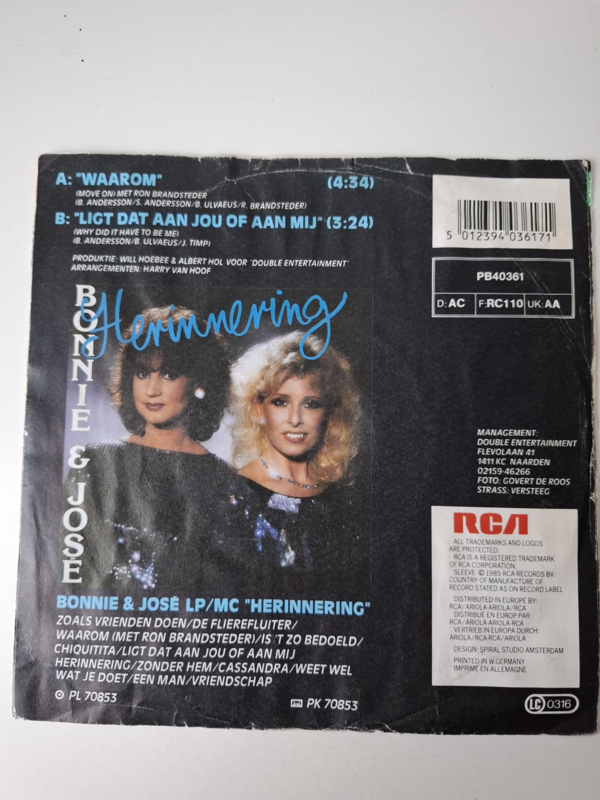 A: "WAAROM" (4:34)
(MOVE ON) MET RON BRANDSTEDER
(B. ANDERSSON/S. ANDERSSON/B. ULVAEUS/R. BRANDSTEDER)
B: "LIGT DAT AAN JOU OF AAN MIJ" (3:24)
(WHY DID IT HAVE TO BE ME)
(B. ANDERSSON/B. ULVAEUS/J. TIMP)
PRODUKTIE: WILL HOEBEE & ALBERT HOL VOOR "DOUBLE ENTERTAINMENT"
ARRANGEMENTEN: HARRY VAN HOOF
5 012394 036171
PB40361
D: AC F: RC110 UK: AA
BONNIE & JOSÉ
Herinnering
MANAGEMENT:
DOUBLE ENTERTAINMENT
FLEVOLAAN 41
1411 KC NAARDEN
02159-46266
FOTO: GOVERT DE ROOS
STRASS: VERSTEEG
RCA
ALL TRADEMARKS AND LOGOS
ARE PROTECTED.
RCA IS A REGISTERED TRADEMARK
OF RCA CORPORATION.
SLEEVE © 1985 RCA RECORDS BV.
COUNTRY OF MANUFACTURE OF
RECORD STATED AS ON RECORD LABEL
DISTRIBUTED IN EUROPE BY:
RCA/ARIOLA-ARIOLA/RCA
DISTRIBUÉ EN EUROP PAR:
RCA/ARIOLA ARIOLA-RCA
VERTRIEB IN EUROPA DURCH:
ARIOLA/RCA RCA/ARIOLA
DESIGN: SPIRAL STUDIO AMSTERDAM
PRINTED IN W.GERMANY
IMPRIMÉ EN ALLEMAGNE
LC 0316
BONNIE & JOSÉ LP/MC "HERINNERING"
ZOALS VRIENDEN DOEN/DE FLIEREFLUITER/
WAAROM (MET RON BRANDSTEDER)/IS 'T ZO BEDOELD/
CHIQUITITA/LIGT DAT AAN JOU OF AAN MIJ
HERINNERING/ZONDER HEM/CASSANDRA/WEET WEL
WAT JE DOET/EEN MAN/VRIENDSCHAP
PL 70853 PK 70853